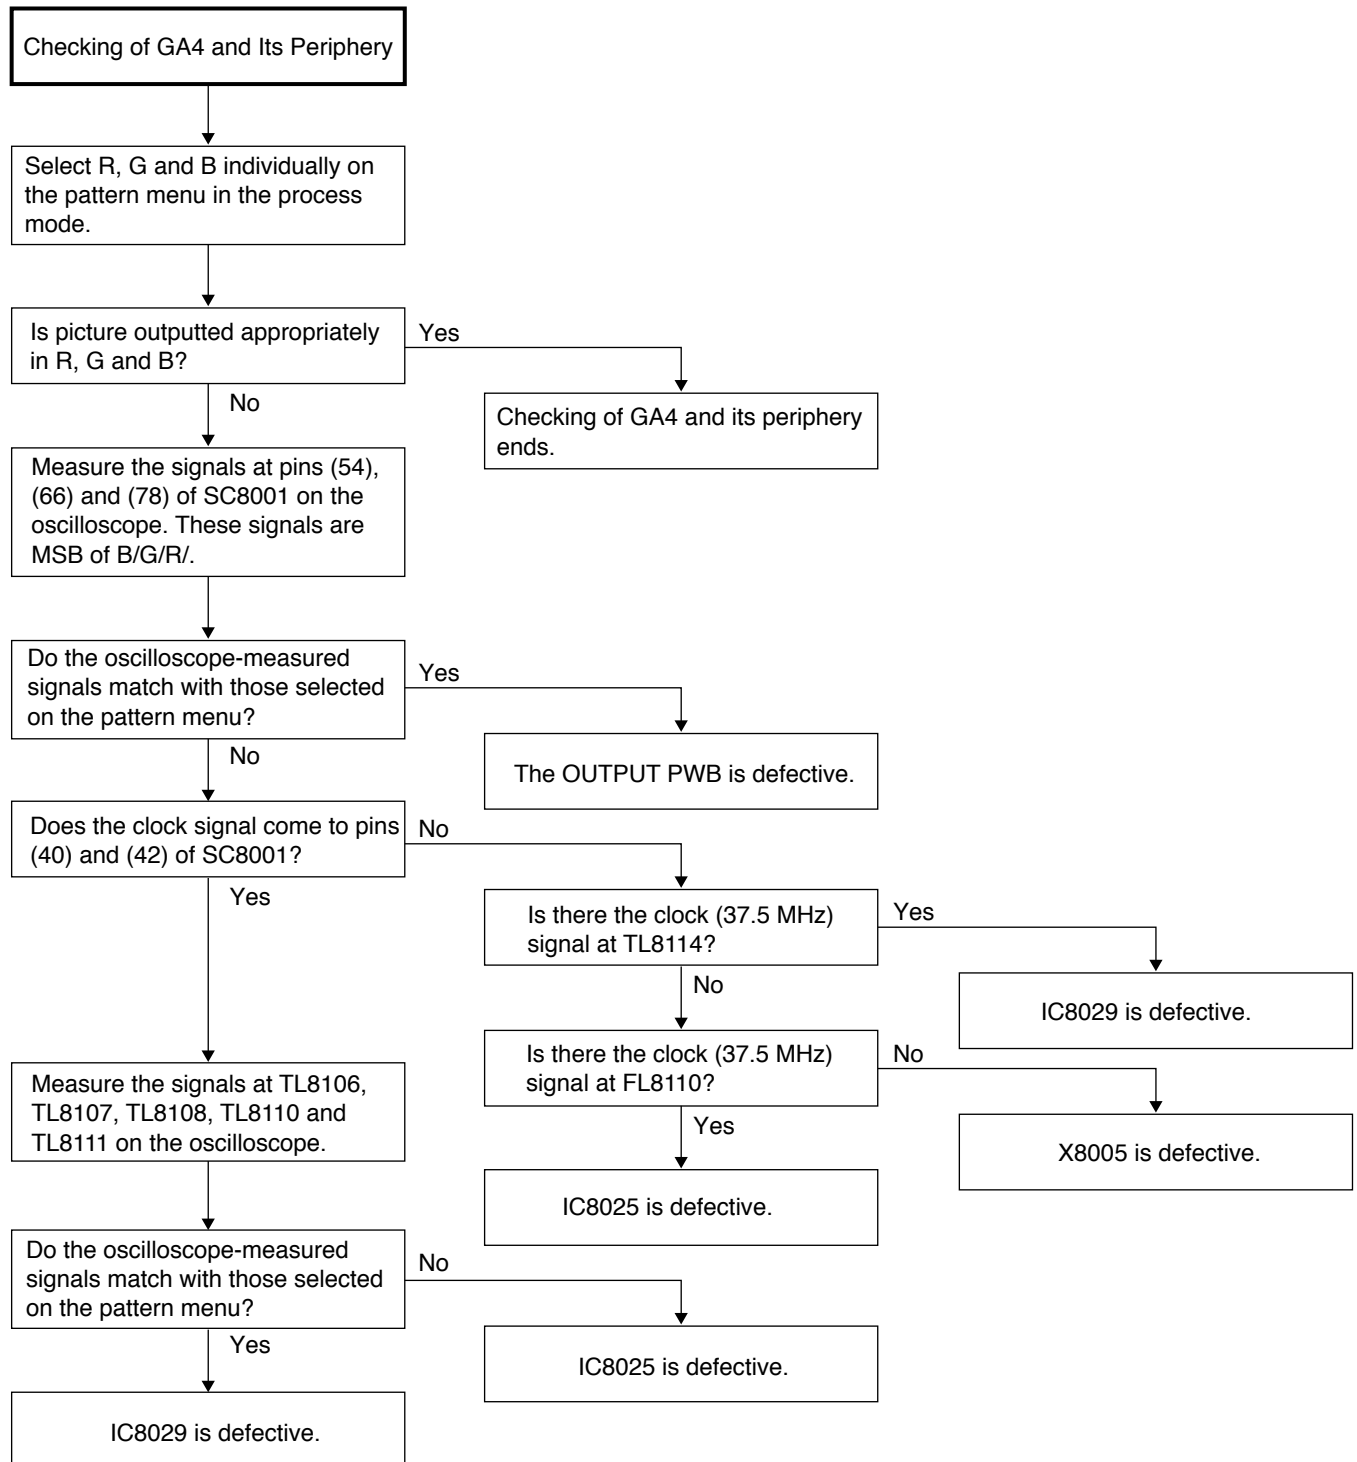 Checking of GA4 and Its Periphery
Select R, G and B individually on
the pattern menu in the process
mode.
Is picture outputted appropriately
in R, G and B?
Yes
No
Checking of GA4 and its periphery
ends.
Measure the signals at pins (54),
(66) and (78) of SC8001 on the
oscilloscope. These signals are
MSB of B/G/R/.
Do the oscilloscope-measured
signals match with those selected
on the pattern menu?
Yes
No
The OUTPUT PWB is defective.
Does the clock signal come to pins
(40) and (42) of SC8001?
No
Yes
Is there the clock (37.5 MHz)
signal at TL8114?
Yes
No
IC8029 is defective.
Is there the clock (37.5 MHz)
signal at FL8110?
No
Yes
X8005 is defective.
IC8025 is defective.
Measure the signals at TL8106,
TL8107, TL8108, TL8110 and
TL8111 on the oscilloscope.
Do the oscilloscope-measured
signals match with those selected
on the pattern menu?
No
Yes
IC8025 is defective.
IC8029 is defective.